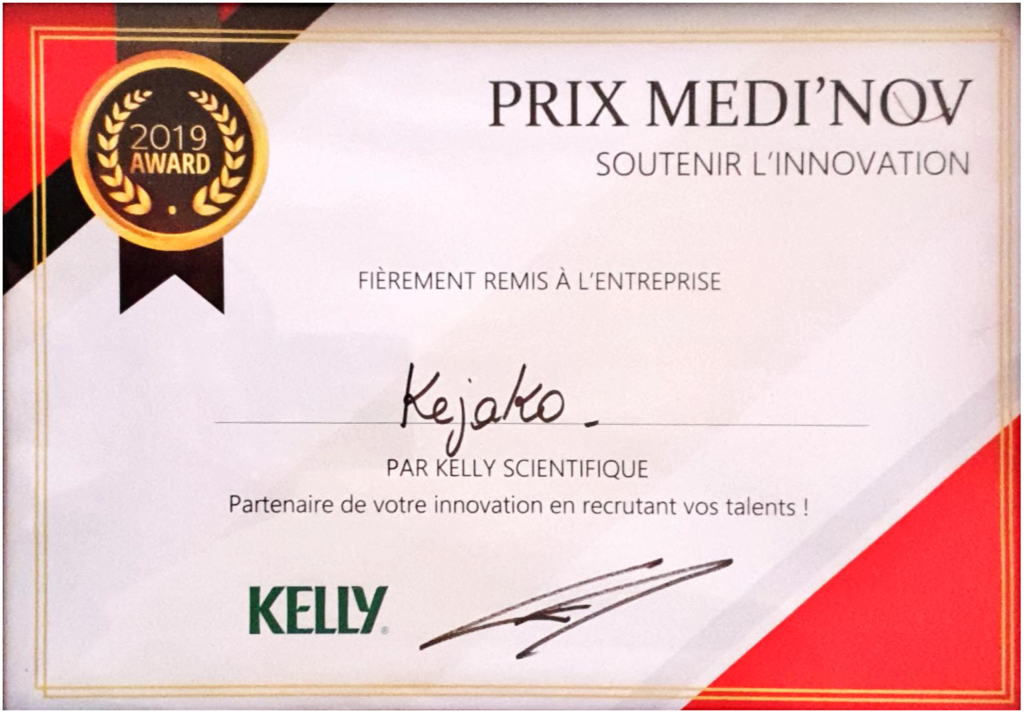 2019
AWARD
PRIX MEDI'NOV
SOUTENIR L'INNOVATION
FIÈREMENT REMIS À L'ENTREPRISE
Kejako
PAR KELLY SCIENTIFIQUE
Partenaire de votre innovation en recrutant vos talents !
KELLY®